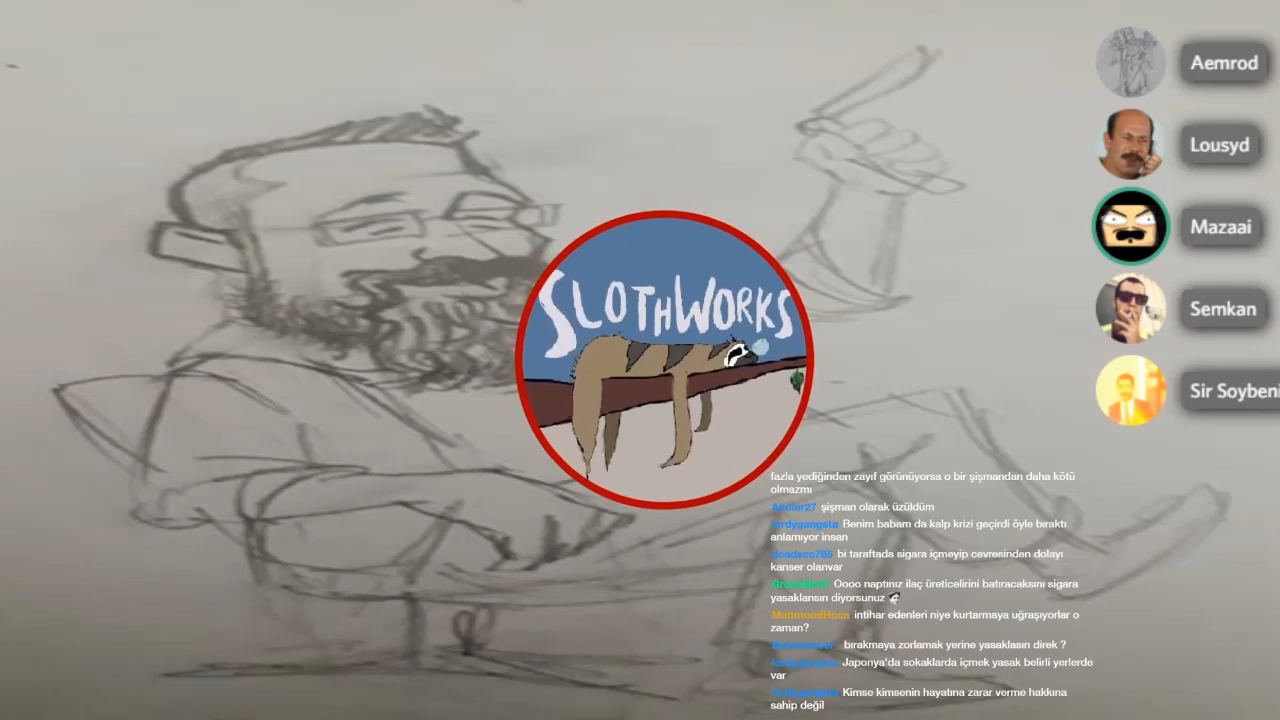 Aemrod
Lousyd
Mazaai
Semkan
Sir Soybeni
SLOTHWORKS
fazla yediğinden zayıf görünüyorsa o bir şişmandan daha kötü
olmazmı
şişman olarak üzüldüm
Benim babam da kalp krizi geçirdi öyle bıraktı
anlamıyor insan
bi taraftada sigara içmeyip cevresinden dolayı
kanser olanvar
Oooo naptınız ilaç üreticelirini batıracaksını sigara
yasaklansın diyorsunuz
MahmoodHoca intihar edenleri niye kurtarmaya uğraşıyorlar o
zaman?
bırakmaya zorlamak yerine yasaklasın direk ?
Japonya'da sokaklarda içmek yasak belirli yerlerde
var
Kimse kimsenin hayatına zarar verme hakkına
sahip değil